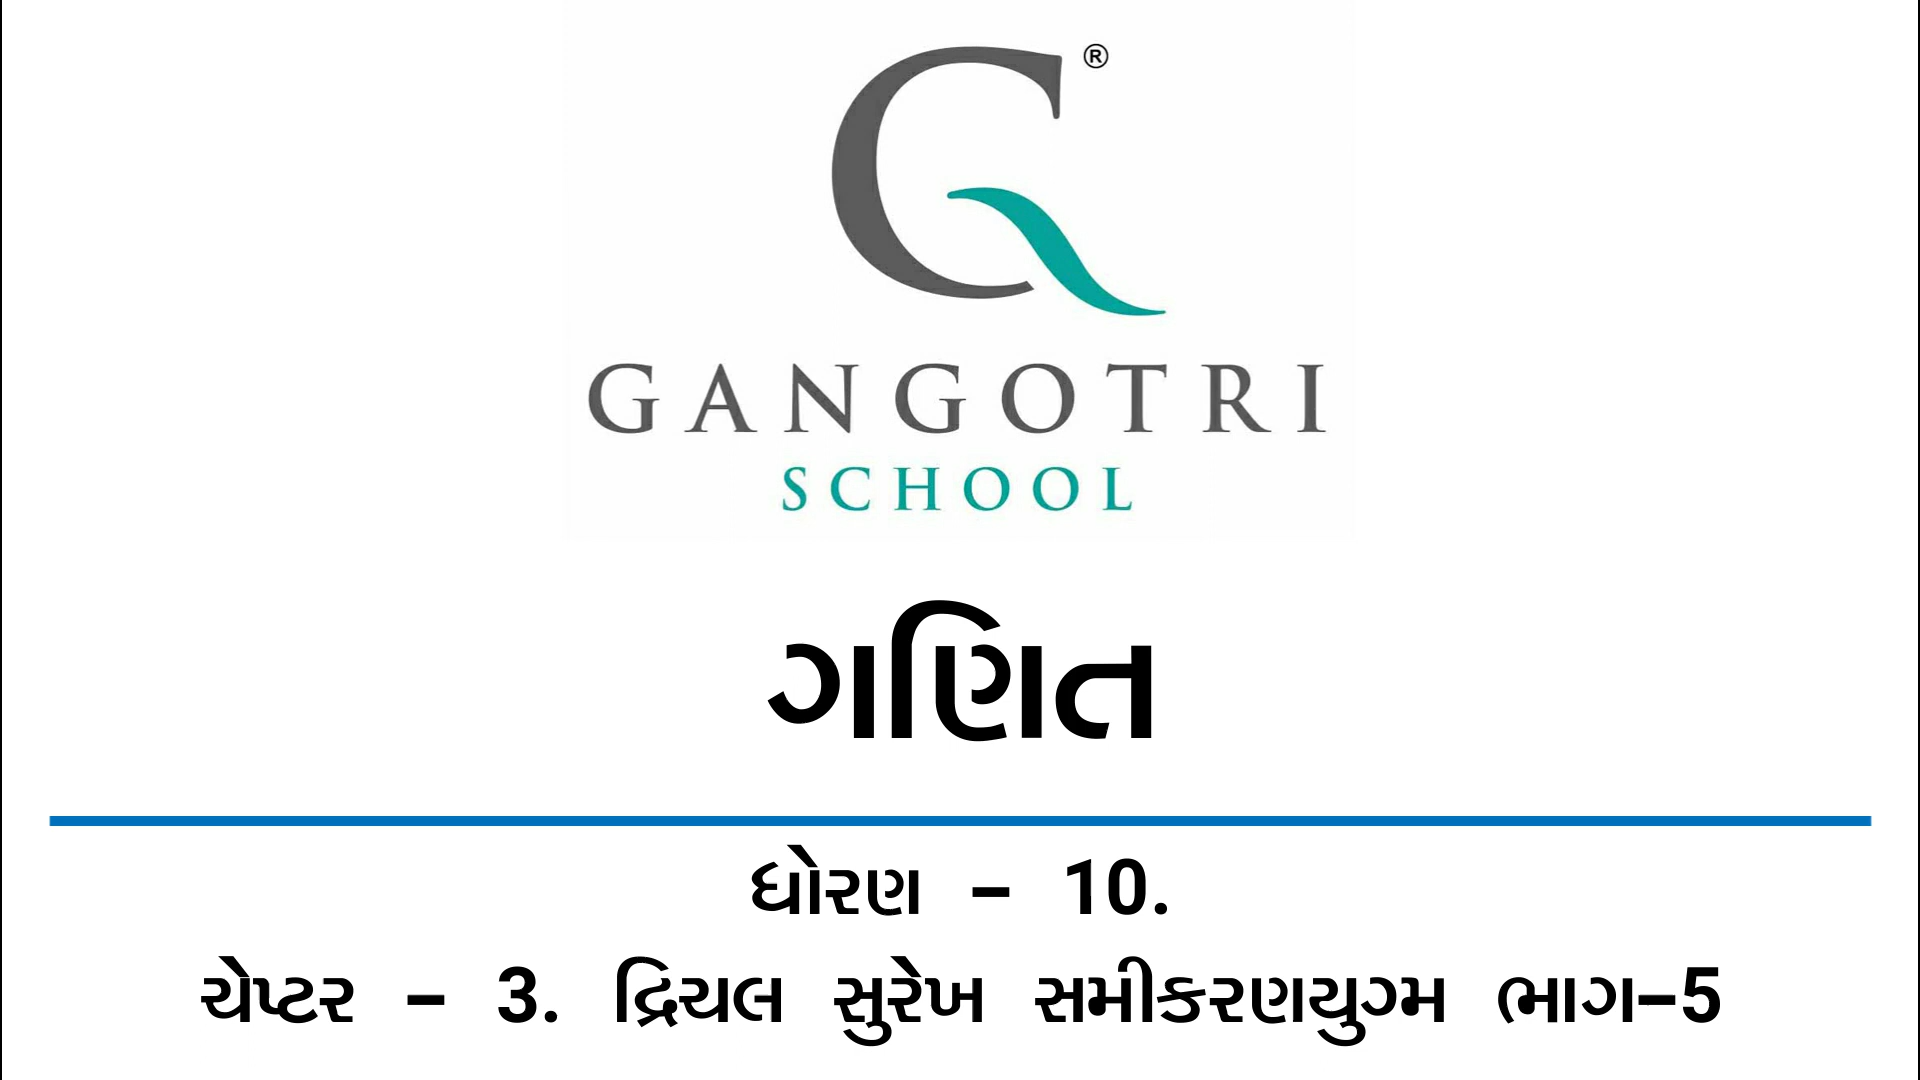 ®
GANGOTRI
SCHOOL
ગણિત
ધોરણ – 10.
ચેપ્ટર – 3. દ્રિચલ સુરેખ સમીકરણયુગ્મ ભાગ–5